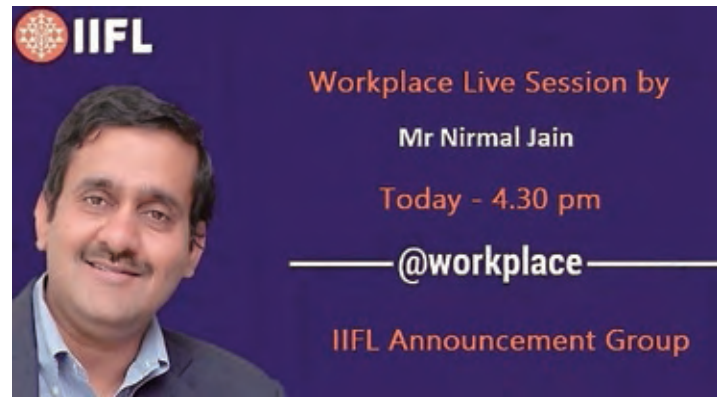 IIFL
Workplace Live Session by
Mr Nirmal Jain
Today - 4.30 pm
@workplace
IIFL Announcement Group